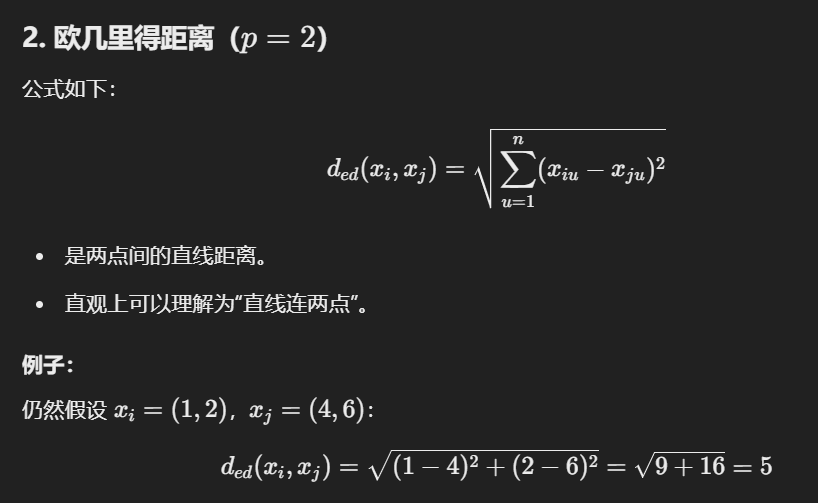 2. 欧几里得距离（p = 2）
公式如下：
d_{ed}(x_i, x_j) = \sqrt{\sum_{u=1}^{n}(x_{iu} - x_{ju})^2}
• 是两点间的直线距离。
• 直观上可以理解为“直线连两点”。
例子：
仍然假设 x_i = (1, 2)，x_j = (4, 6)：
d_{ed}(x_i, x_j) = \sqrt{(1 - 4)^2 + (2 - 6)^2} = \sqrt{9 + 16} = 5